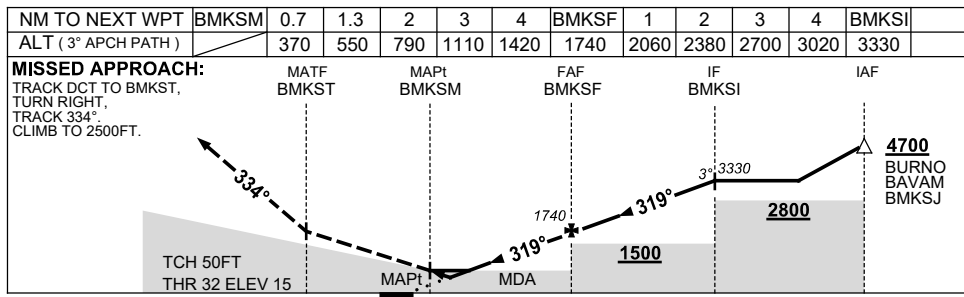 NM TO NEXT WPT BMKSM 0.7 1.3 2 3 4 BMKSF 1 2 3 4 BMKSI
ALT ( 3° APCH PATH ) 370 550 790 1110 1420 1740 2060 2380 2700 3020 3330
MISSED APPROACH:
TRACK DCT TO BMKST,
TURN RIGHT,
TRACK 334°.
CLIMB TO 2500FT.
MATF
BMKST
MAPt
BMKSM
FAF
BMKSF
IF
BMKSI
IAF
4700
BURNO
BAVAM
BMKSJ
3° 3330
334°
319°
2800
1740
319°
1500
TCH 50FT
THR 32 ELEV 15
MAPt
MDA